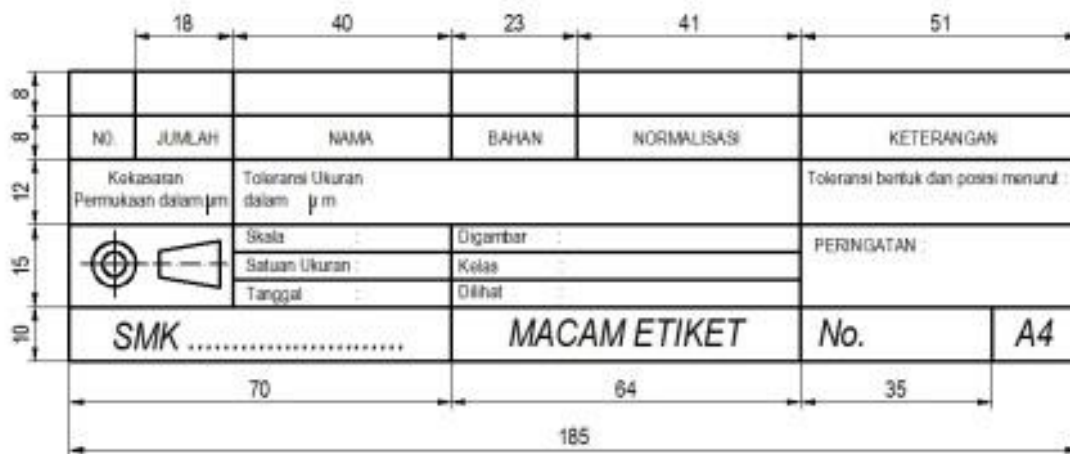 18 40 23 41 51
8
8 NO. JUMLAH NAMA BAHAN NORMALISASI KETERANGAN
12 Kekasaran Toleransi Ukuran Toleransi bentuk dan posisi menurut :
Permukaan dalam μm dalam μ m
15 Skala : Digambar : PERINGATAN :
Satuan Ukuran : Kelas :
Tanggal : Dilihat :
10 SMK ........................... MACAM ETIKET No. A4
70 64 35
185